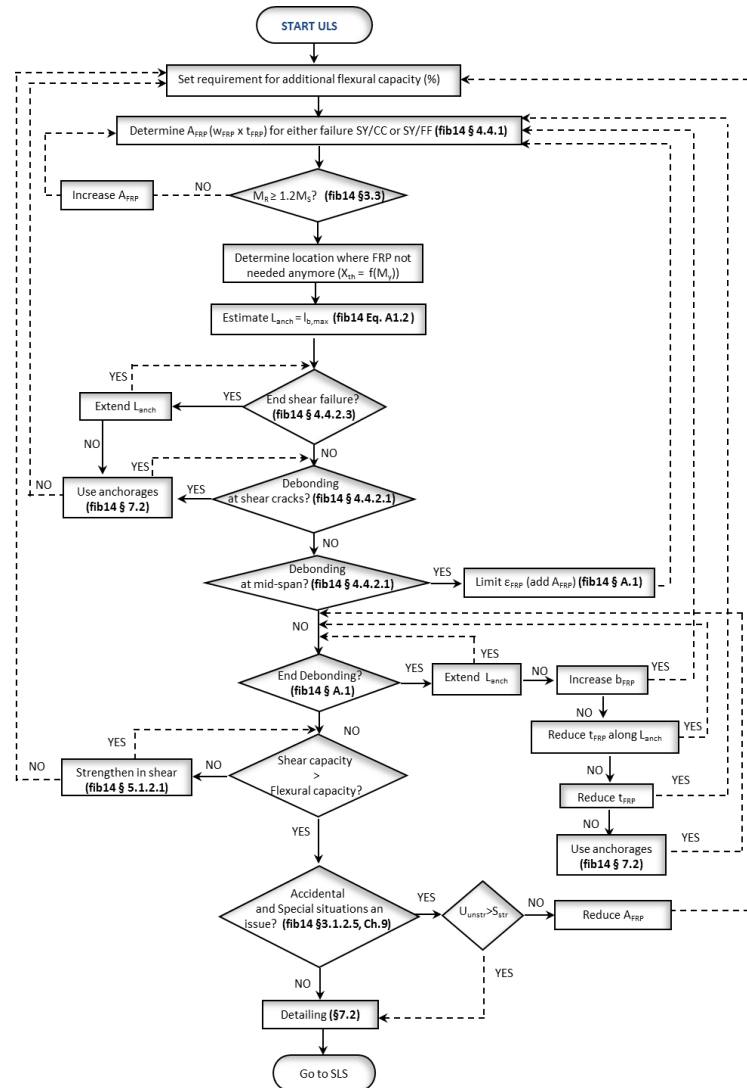 START ULS
Set requirement for additional flexural capacity (%)
Determine A_FRP (w_FRP x t_FRP) for either failure SY/CC or SY/FF (fib14 § 4.4.1)
Increase A_FRP
NO
M_R ≥ 1.2M_S? (fib14 §3.3)
Determine location where FRP not
needed anymore (X_th = f(M_y))
Estimate L_anch = l_b,max (fib14 Eq. A1.2)
YES
Extend L_anch
YES
End shear failure?
(fib14 § 4.4.2.3)
NO
NO
YES
NO
Use anchorages
(fib14 § 7.2)
YES
Debonding
at shear cracks? (fib14 § 4.4.2.1)
NO
Debonding
at mid-span? (fib14 § 4.4.2.1)
YES
Limit ε_FRP (add A_FRP) (fib14 § A.1)
NO
YES
End Debonding?
(fib14 § A.1)
YES
Extend L_anch
NO
Increase b_FRP
YES
NO
NO
Reduce t_FRP along L_anch
YES
YES
NO
Strengthen in shear
(fib14 § 5.1.2.1)
NO
Shear capacity
>
Flexural capacity?
NO
Reduce t_FRP
YES
YES
NO
Use anchorages
(fib14 § 7.2)
YES
Accidental
and Special situations an
issue? (fib14 §3.1.2.5, Ch.9)
YES
U_unstr>S_str
NO
Reduce A_FRP
NO
YES
Detailing (§7.2)
Go to SLS